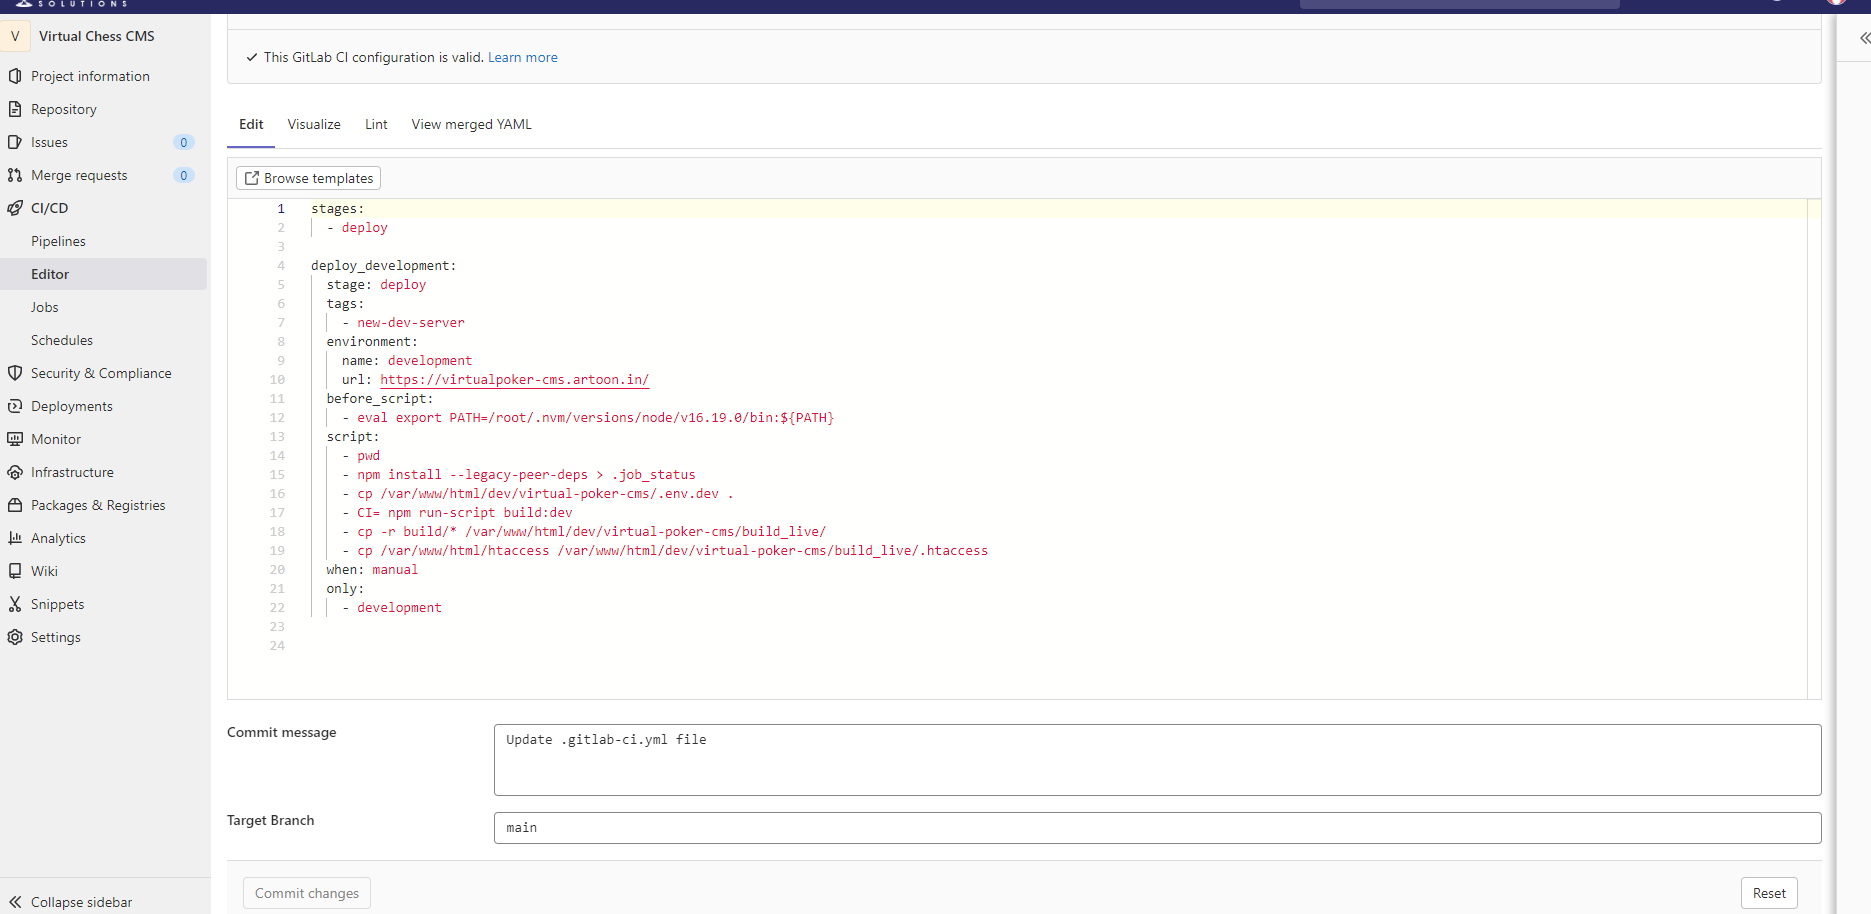 SOLUTIONS
V Virtual Chess CMS
Project information
Repository
Issues 0
Merge requests 0
CI/CD
Pipelines
Editor
Jobs
Schedules
Security & Compliance
Deployments
Monitor
Infrastructure
Packages & Registries
Analytics
Wiki
Snippets
Settings
Collapse sidebar
This GitLab CI configuration is valid. Learn more
Edit Visualize Lint View merged YAML
Browse templates
1 stages:
2   - deploy
3
4 deploy_development:
5   stage: deploy
6   tags:
7     - new-dev-server
8   environment:
9     name: development
10     url: https://virtualpoker-cms.artoon.in/
11   before_script:
12     - eval export PATH=/root/.nvm/versions/node/v16.19.0/bin:${PATH}
13   script:
14     - pwd
15     - npm install --legacy-peer-deps > .job_status
16     - cp /var/www/html/dev/virtual-poker-cms/.env.dev .
17     - CI= npm run-script build:dev
18     - cp -r build/* /var/www/html/dev/virtual-poker-cms/build_live/
19     - cp /var/www/html/htaccess /var/www/html/dev/virtual-poker-cms/build_live/.htaccess
20   when: manual
21   only:
22     - development
23
24
Commit message
Update .gitlab-ci.yml file
Target Branch
main
Commit changes Reset